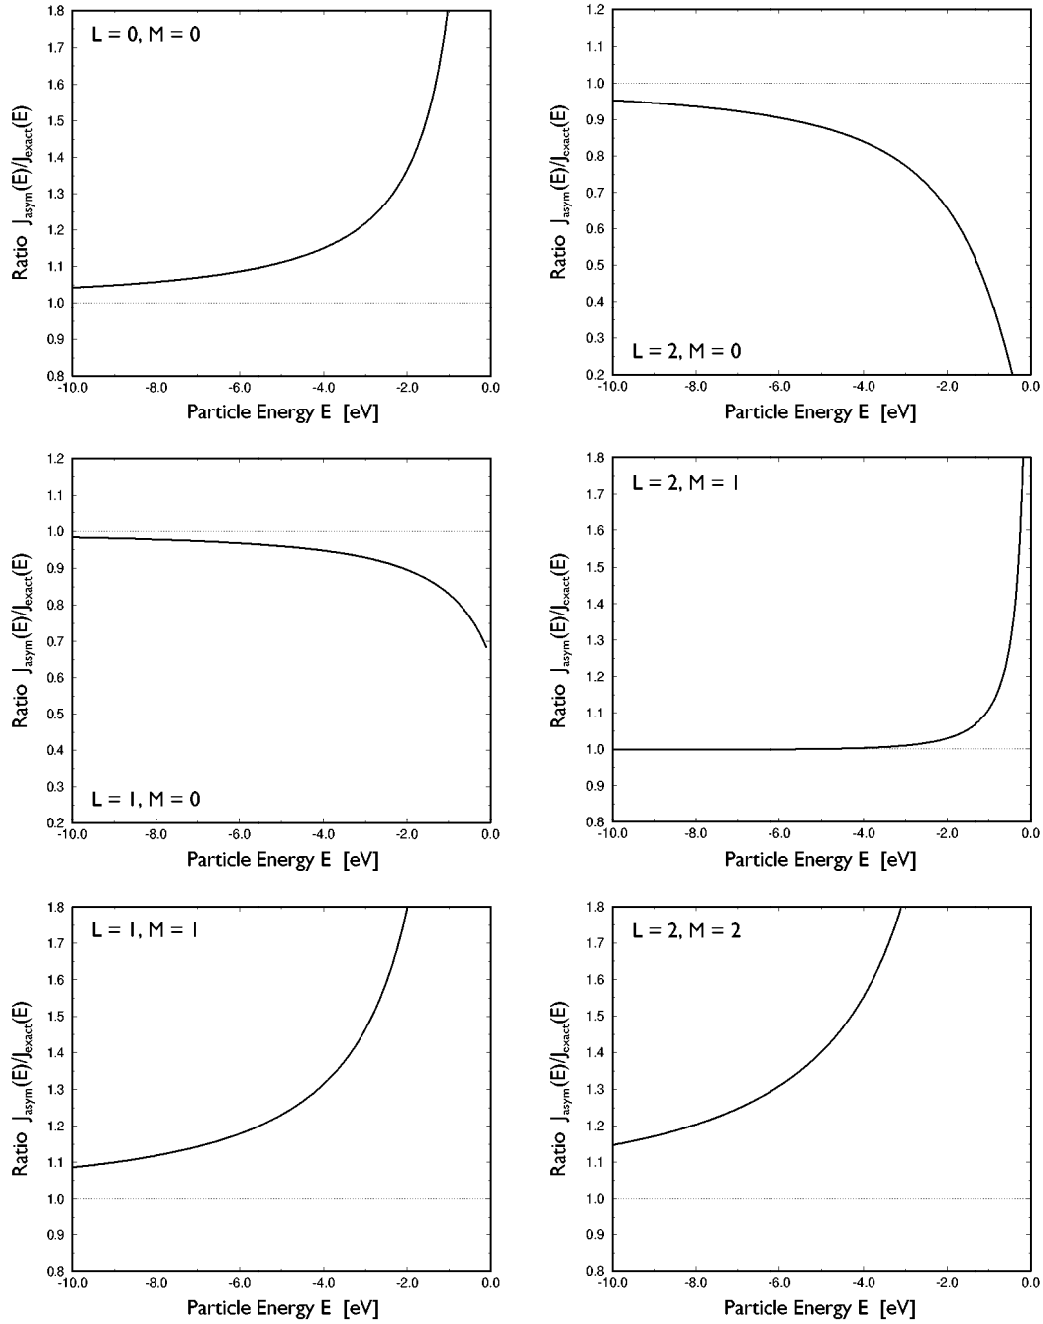 L = 0, M = 0
1.8
1.7
1.6
1.5
1.4
1.3
1.2
1.1
1.0
0.9
0.8
-10.0 -8.0 -6.0 -4.0 -2.0 0.0
Ratio Jasym(E)/Jexact(E)
Particle Energy E [eV]
1.2
1.1
1.0
0.9
0.8
0.7
0.6
0.5
0.4
0.3
0.2
L = 2, M = 0
-10.0 -8.0 -6.0 -4.0 -2.0 0.0
Ratio Jasym(E)/Jexact(E)
Particle Energy E [eV]
1.2
1.1
1.0
0.9
0.8
0.7
0.6
0.5
0.4
0.3
0.2
L = 1, M = 0
-10.0 -8.0 -6.0 -4.0 -2.0 0.0
Ratio Jasym(E)/Jexact(E)
Particle Energy E [eV]
L = 2, M = 1
1.8
1.7
1.6
1.5
1.4
1.3
1.2
1.1
1.0
0.9
0.8
-10.0 -8.0 -6.0 -4.0 -2.0 0.0
Ratio Jasym(E)/Jexact(E)
Particle Energy E [eV]
L = 1, M = 1
1.8
1.7
1.6
1.5
1.4
1.3
1.2
1.1
1.0
0.9
0.8
-10.0 -8.0 -6.0 -4.0 -2.0 0.0
Ratio Jasym(E)/Jexact(E)
Particle Energy E [eV]
L = 2, M = 2
1.8
1.7
1.6
1.5
1.4
1.3
1.2
1.1
1.0
0.9
0.8
-10.0 -8.0 -6.0 -4.0 -2.0 0.0
Ratio Jasym(E)/Jexact(E)
Particle Energy E [eV]